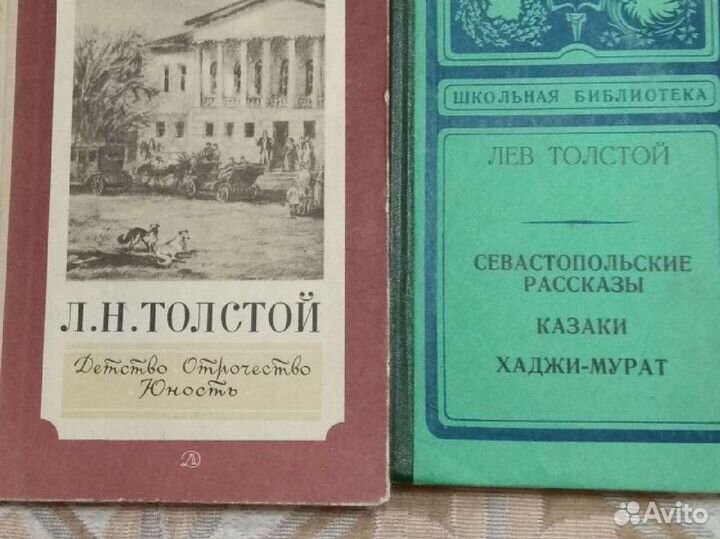 Л.Н.ТОЛСТОЙ
Детство Отрочество
Юность
ШКОЛЬНАЯ БИБЛИОТЕКА
ЛЕВ ТОЛСТОЙ
СЕВАСТОПОЛЬСКИЕ
РАССКАЗЫ
КАЗАКИ
ХАДЖИ-МУРАТ
Avito